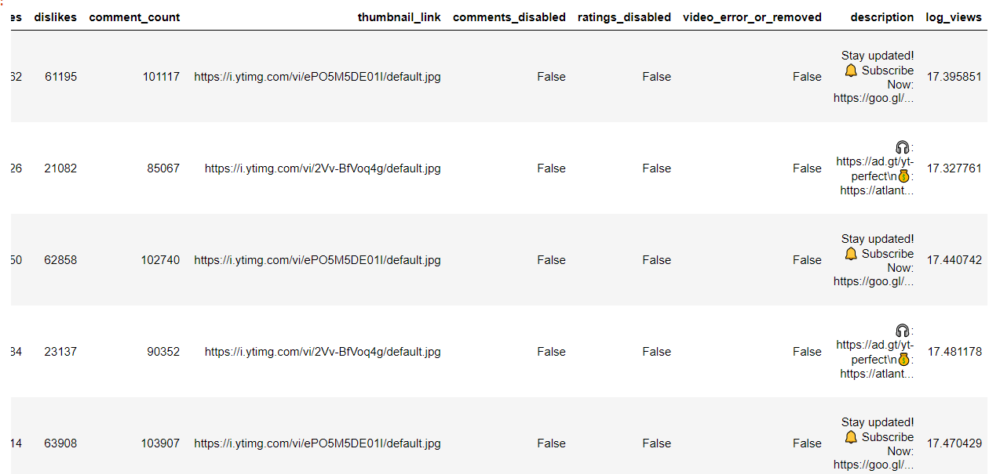 es dislikes comment_count thumbnail_link comments_disabled ratings_disabled video_error_or_removed description log_views
Stay updated!
🔔 Subscribe
62 61195 101117 https://i.ytimg.com/vi/ePO5M5DE01I/default.jpg False False False 17.395851
Now:
https://goo.gl/...
🎧:
https://ad.gt/yt-
26 21082 85067 https://i.ytimg.com/vi/2Vv-BfVoq4g/default.jpg False False False 17.327761
perfect\n💰:
https://atlant...
Stay updated!
🔔 Subscribe
50 62858 102740 https://i.ytimg.com/vi/ePO5M5DE01I/default.jpg False False False 17.440742
Now:
https://goo.gl/...
🎧:
https://ad.gt/yt-
84 23137 90352 https://i.ytimg.com/vi/2Vv-BfVoq4g/default.jpg False False False 17.481178
perfect\n💰:
https://atlant...
Stay updated!
🔔 Subscribe
14 63908 103907 https://i.ytimg.com/vi/ePO5M5DE01I/default.jpg False False False 17.470429
Now:
https://goo.gl/...